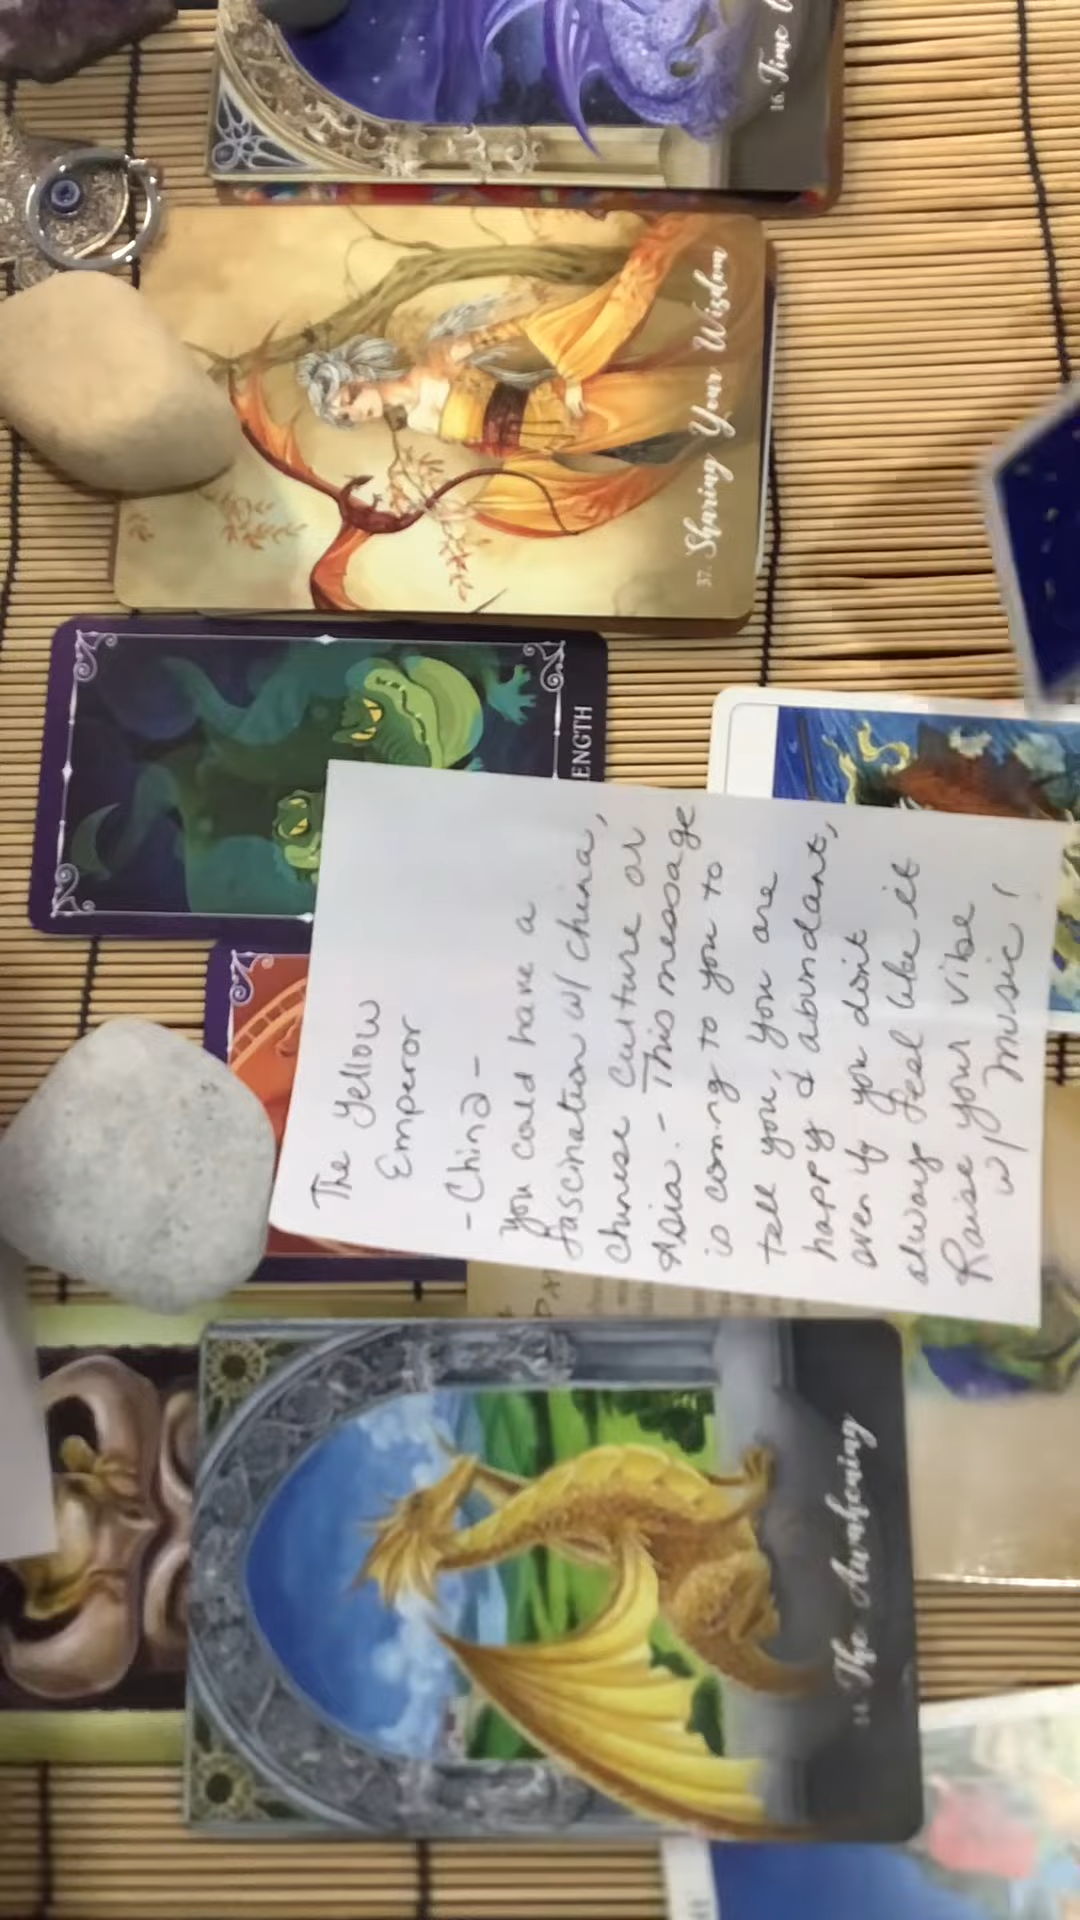 16. Time
37. Sharing Your Wisdom
ENGTH
The Yellow
Emperor
- China -
You could have a
fascination w/ China,
Chinese Culture or
Asia. - This message
is coming to you to
tell you, you are
happy & abundant,
even if you don't
always feel like it
Raise your vibe
w/ Music!
14. The Awakening